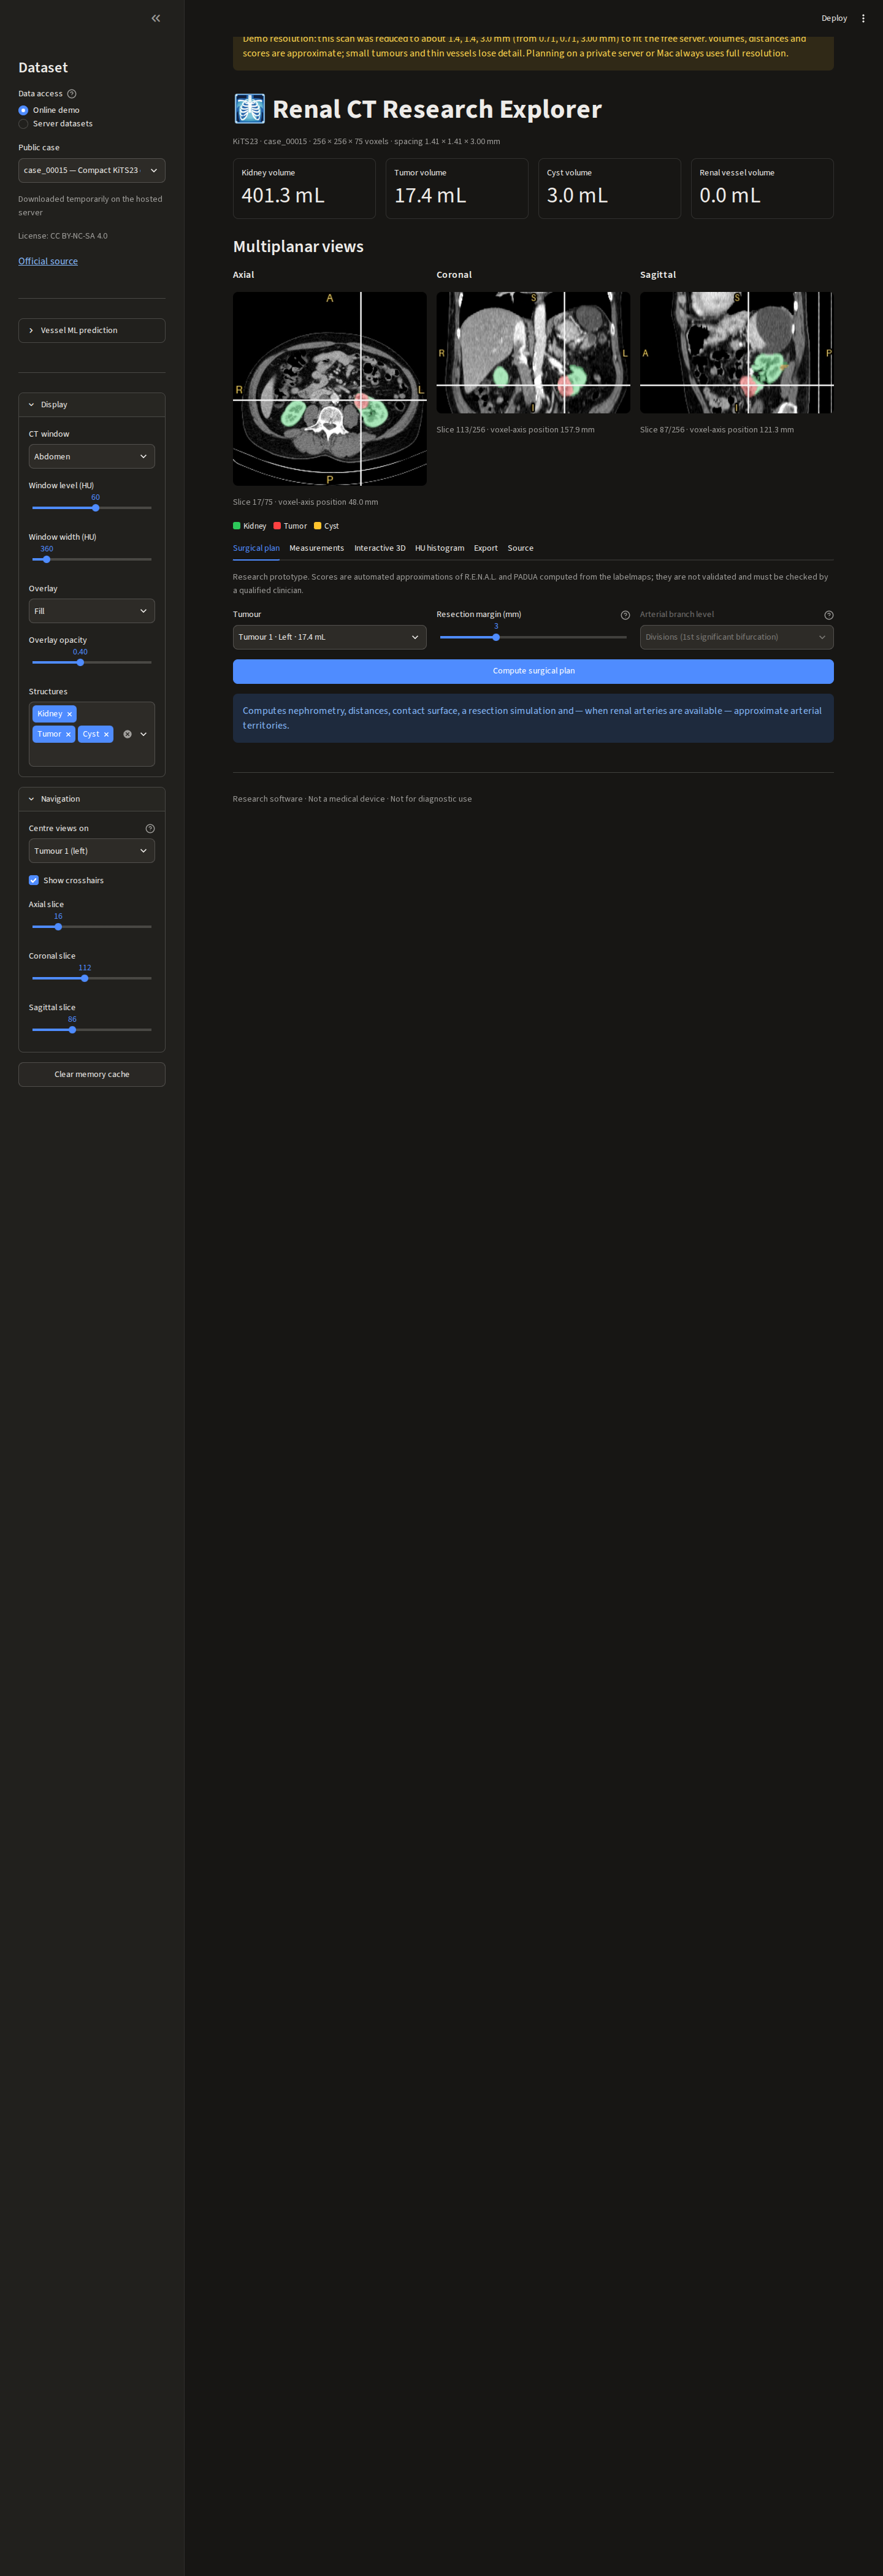 Deploy
Dataset
Data access
Online demo
Server datasets
Public case
case_00015 — Compact KiTS23 ·
Downloaded temporarily on the hosted
server
License: CC BY-NC-SA 4.0
Official source
Vessel ML prediction
Display
CT window
Abdomen
Window level (HU)
60
Window width (HU)
360
Overlay
Fill
Overlay opacity
0.40
Structures
Kidney
Tumor
Cyst
Navigation
Centre views on
Tumour 1 (left)
Show crosshairs
Axial slice
16
Coronal slice
112
Sagittal slice
86
Clear memory cache
Demo resolution: this scan was reduced to about 1.4, 1.4, 3.0 mm (from 0.71, 0.71, 3.00 mm) to fit the free server. Volumes, distances and
scores are approximate; small tumours and thin vessels lose detail. Planning on a private server or Mac always uses full resolution.
Renal CT Research Explorer
KiTS23 · case_00015 · 256 × 256 × 75 voxels · spacing 1.41 × 1.41 × 3.00 mm
Kidney volume
401.3 mL
Tumor volume
17.4 mL
Cyst volume
3.0 mL
Renal vessel volume
0.0 mL
Multiplanar views
Axial
A
R
L
P
Slice 17/75 · voxel-axis position 48.0 mm
Coronal
S
R
L
I
Slice 113/256 · voxel-axis position 157.9 mm
Sagittal
S
A
P
I
Slice 87/256 · voxel-axis position 121.3 mm
Kidney
Tumor
Cyst
Surgical plan
Measurements
Interactive 3D
HU histogram
Export
Source
Research prototype. Scores are automated approximations of R.E.N.A.L. and PADUA computed from the labelmaps; they are not validated and must be checked by
a qualified clinician.
Tumour
Tumour 1 · Left · 17.4 mL
Resection margin (mm)
3
Arterial branch level
Divisions (1st significant bifurcation)
Compute surgical plan
Computes nephrometry, distances, contact surface, a resection simulation and — when renal arteries are available — approximate arterial
territories.
Research software · Not a medical device · Not for diagnostic use